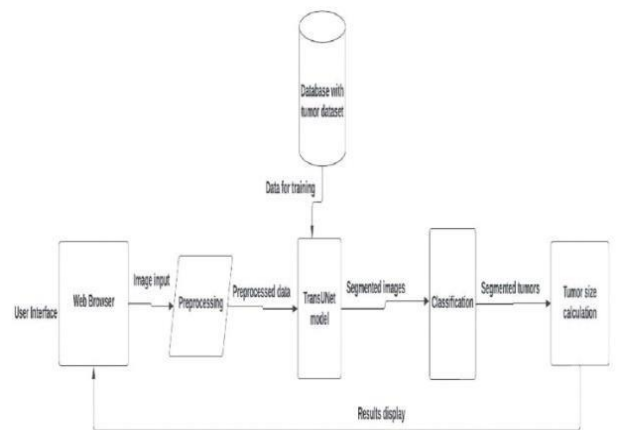 Database with
tumor dataset
Data for training
User Interface
Web Browser
Image input
Preprocessing
Preprocessed data
TransUNet
model
Segmented images
Classification
Segmented tumors
Tumor size
calculation
Results display